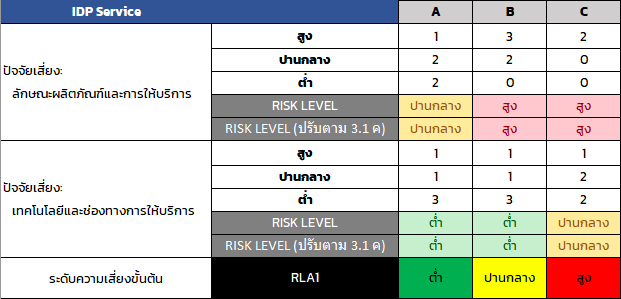 IDP Service A B C
สูง 1 3 2
ปานกลาง 2 2 0
ต่ำ 2 0 0
ปัจจัยเสี่ยง:
ลักษณะผลิตภัณฑ์และการให้บริการ
RISK LEVEL ปานกลาง สูง สูง
RISK LEVEL (ปรับตาม 3.1 ค) ปานกลาง สูง สูง
สูง 1 1 1
ปานกลาง 1 1 2
ต่ำ 3 3 2
ปัจจัยเสี่ยง:
เทคโนโลยีและช่องทางการให้บริการ
RISK LEVEL ต่ำ ต่ำ ปานกลาง
RISK LEVEL (ปรับตาม 3.1 ค) ต่ำ ต่ำ ปานกลาง
ระดับความเสี่ยงขั้นต้น RLA1 ต่ำ ปานกลาง สูง